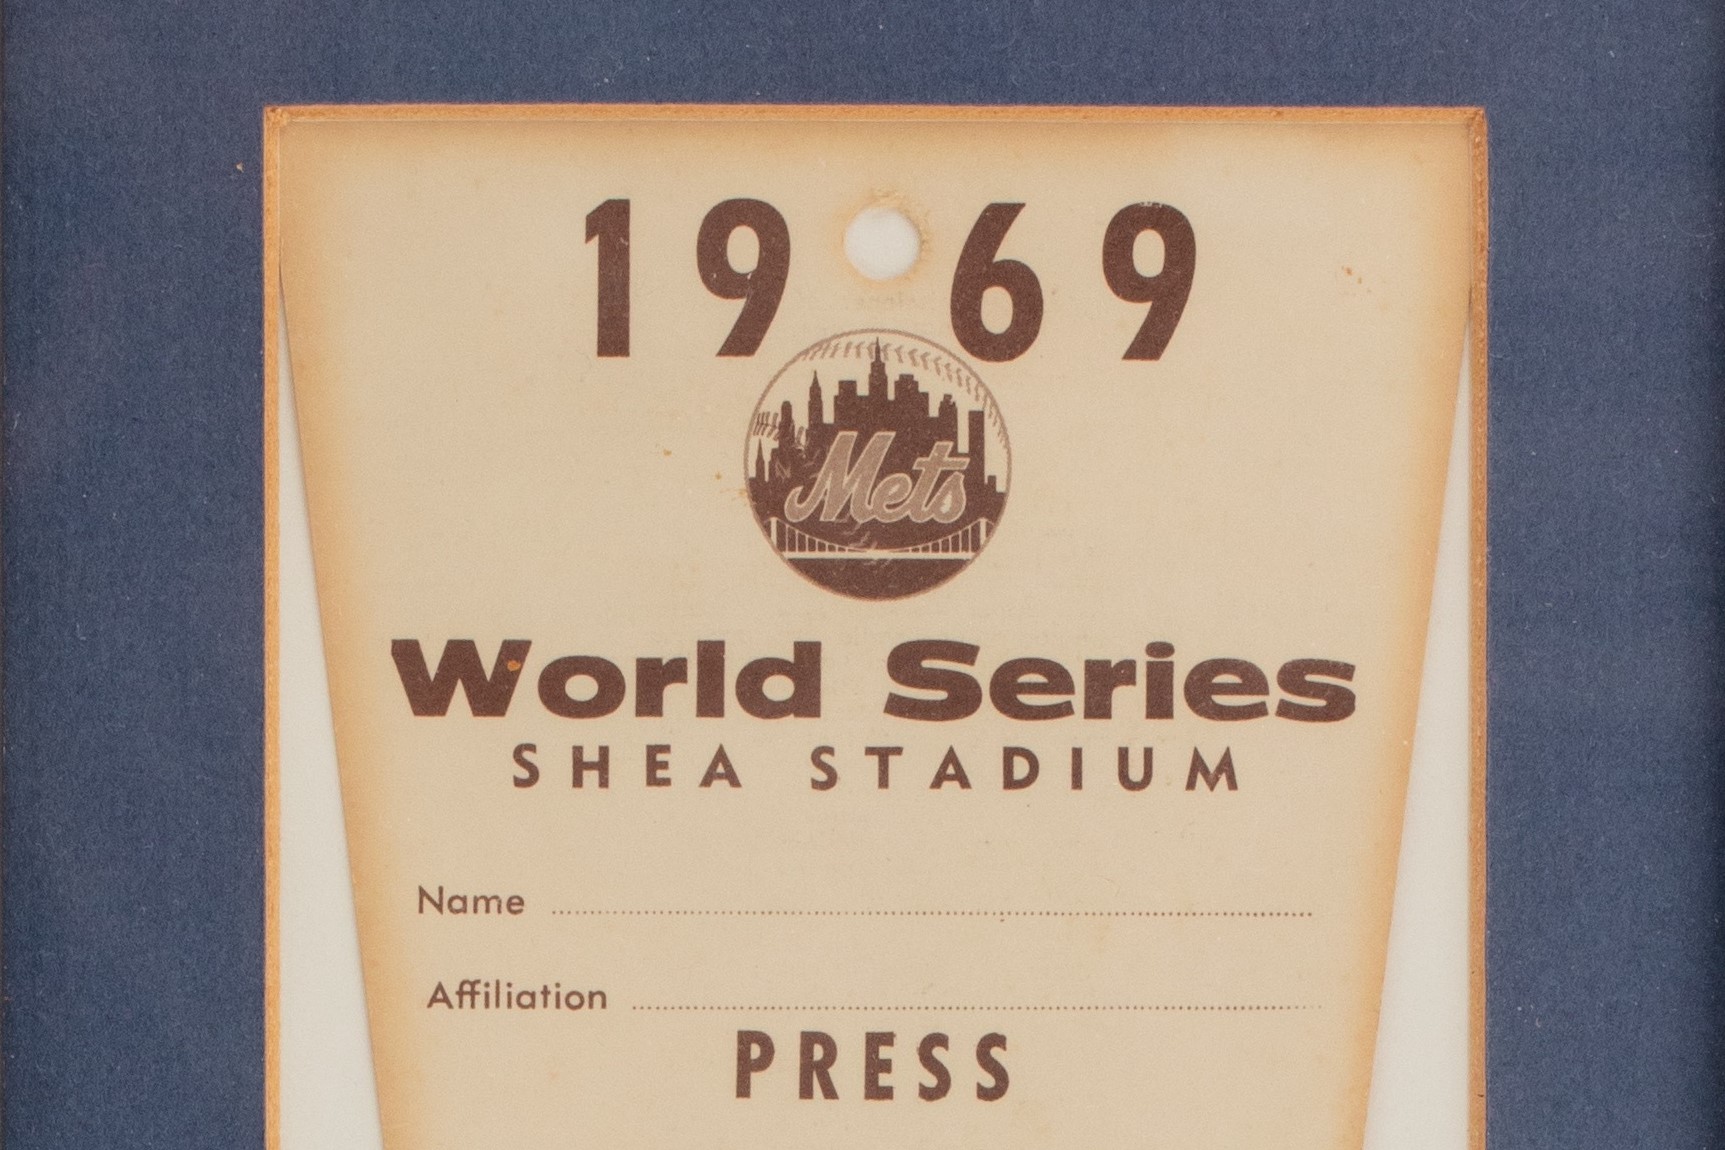 1969
Mets
World Series
SHEA STADIUM
Name
Affiliation
PRESS